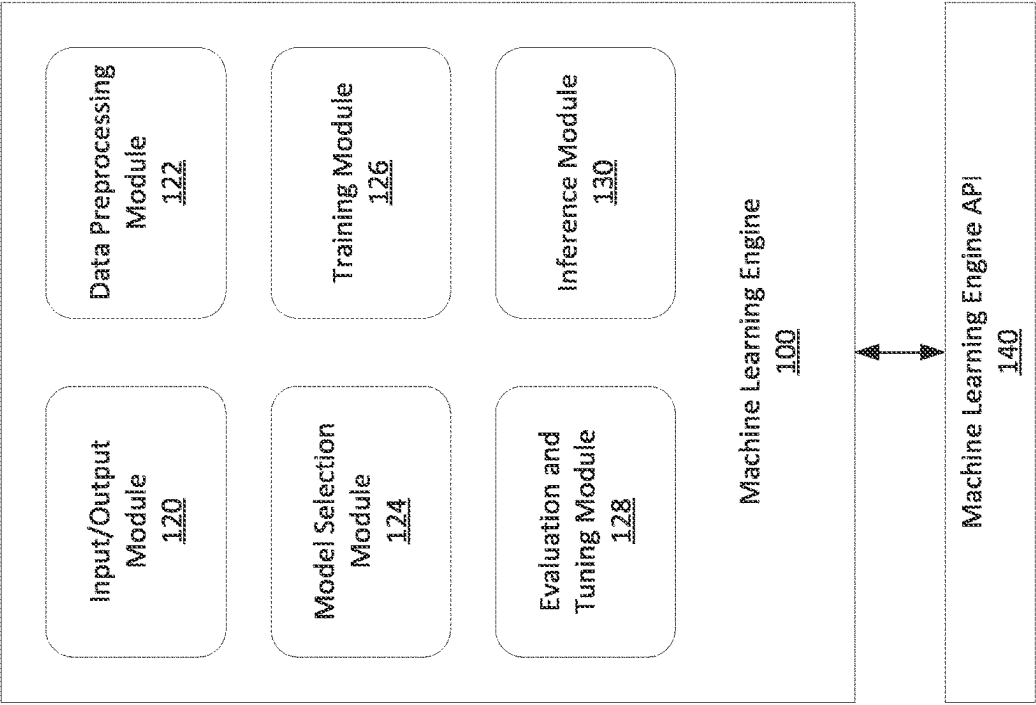 Input/Output
Module
120
Data Preprocessing
Module
122
Model Selection
Module
124
Training Module
126
Evaluation and
Tuning Module
128
Inference Module
130
Machine Learning Engine
100
Machine Learning Engine API
140